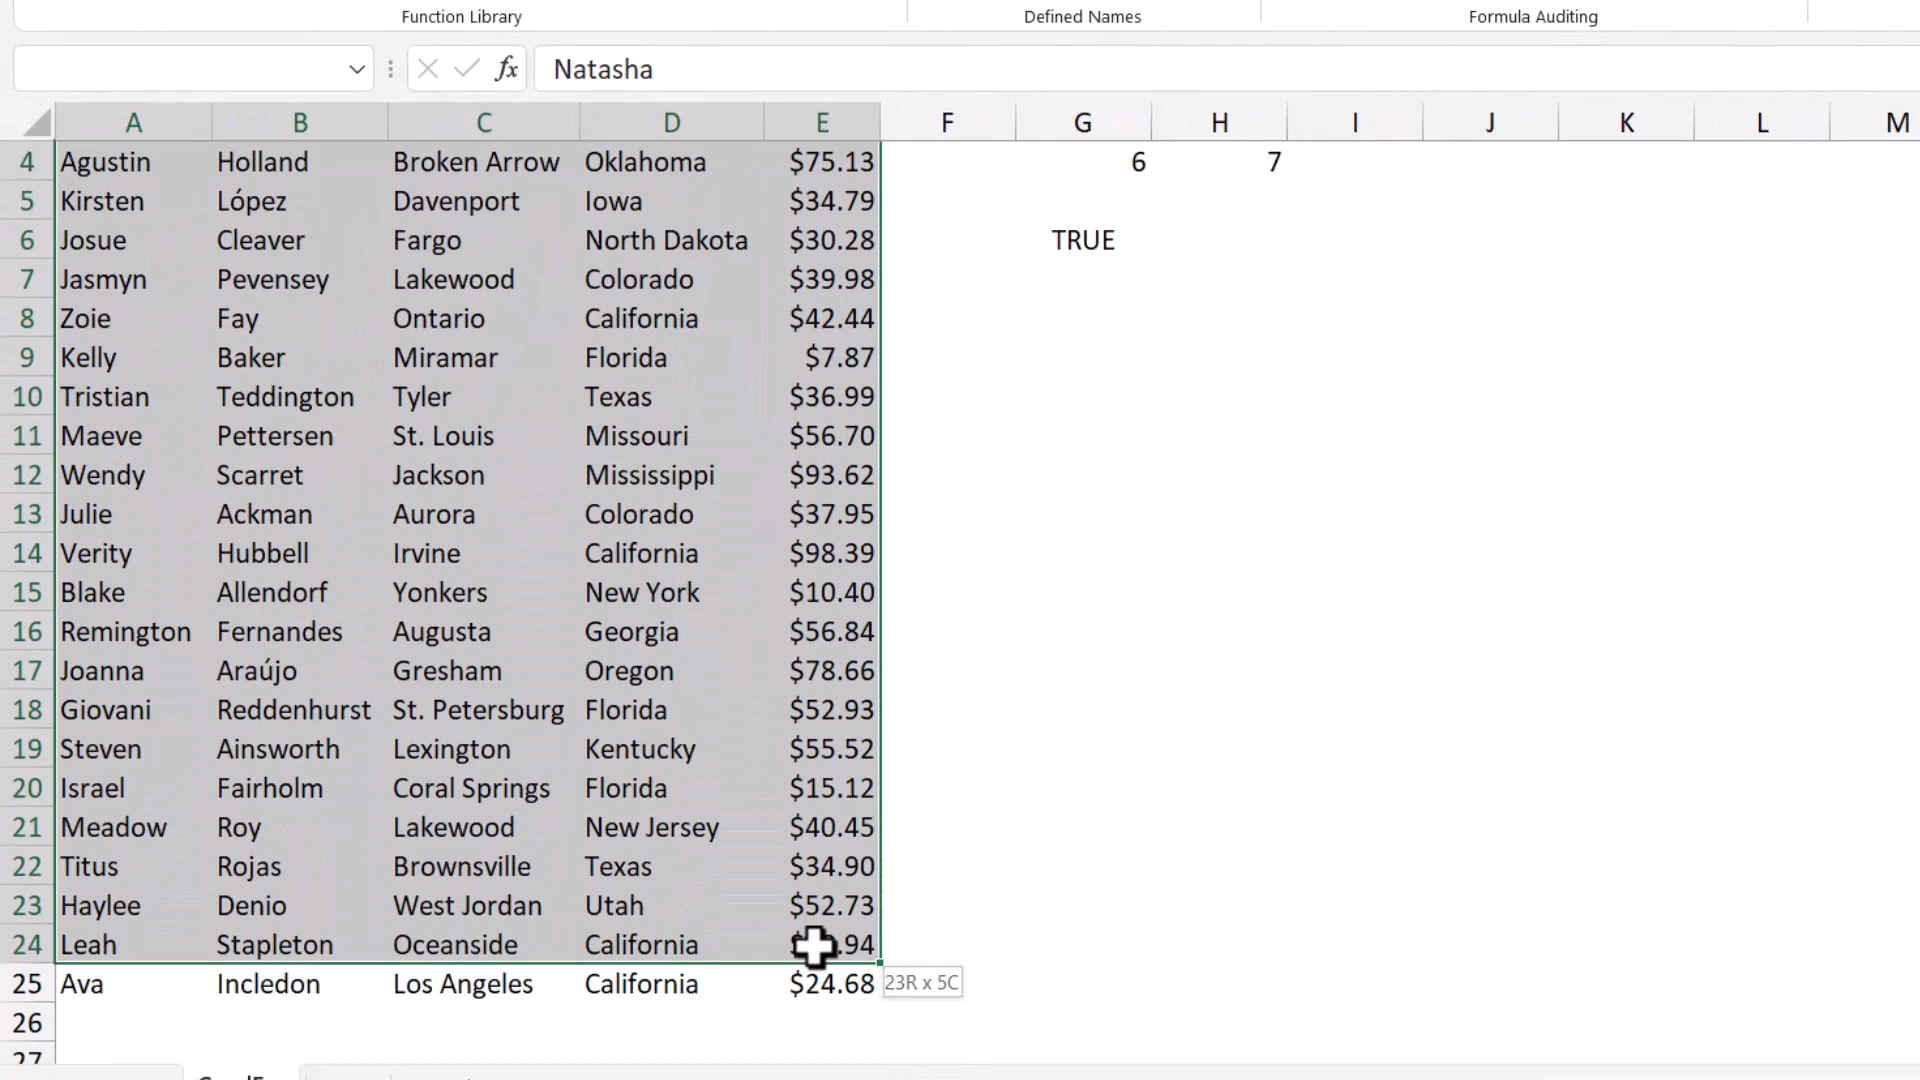 Function Library Defined Names Formula Auditing
fx Natasha
A B C D E F G H I J K L M
4 Agustin Holland Broken Arrow Oklahoma $75.13 6 7
5 Kirsten López Davenport Iowa $34.79
6 Josue Cleaver Fargo North Dakota $30.28 TRUE
7 Jasmyn Pevensey Lakewood Colorado $39.98
8 Zoie Fay Ontario California $42.44
9 Kelly Baker Miramar Florida $7.87
10 Tristian Teddington Tyler Texas $36.99
11 Maeve Pettersen St. Louis Missouri $56.70
12 Wendy Scarret Jackson Mississippi $93.62
13 Julie Ackman Aurora Colorado $37.95
14 Verity Hubbell Irvine California $98.39
15 Blake Allendorf Yonkers New York $10.40
16 Remington Fernandes Augusta Georgia $56.84
17 Joanna Araújo Gresham Oregon $78.66
18 Giovani Reddenhurst St. Petersburg Florida $52.93
19 Steven Ainsworth Lexington Kentucky $55.52
20 Israel Fairholm Coral Springs Florida $15.12
21 Meadow Roy Lakewood New Jersey $40.45
22 Titus Rojas Brownsville Texas $34.90
23 Haylee Denio West Jordan Utah $52.73
24 Leah Stapleton Oceanside California .94
25 Ava Incledon Los Angeles California $24.68 23R x 5C
26
27